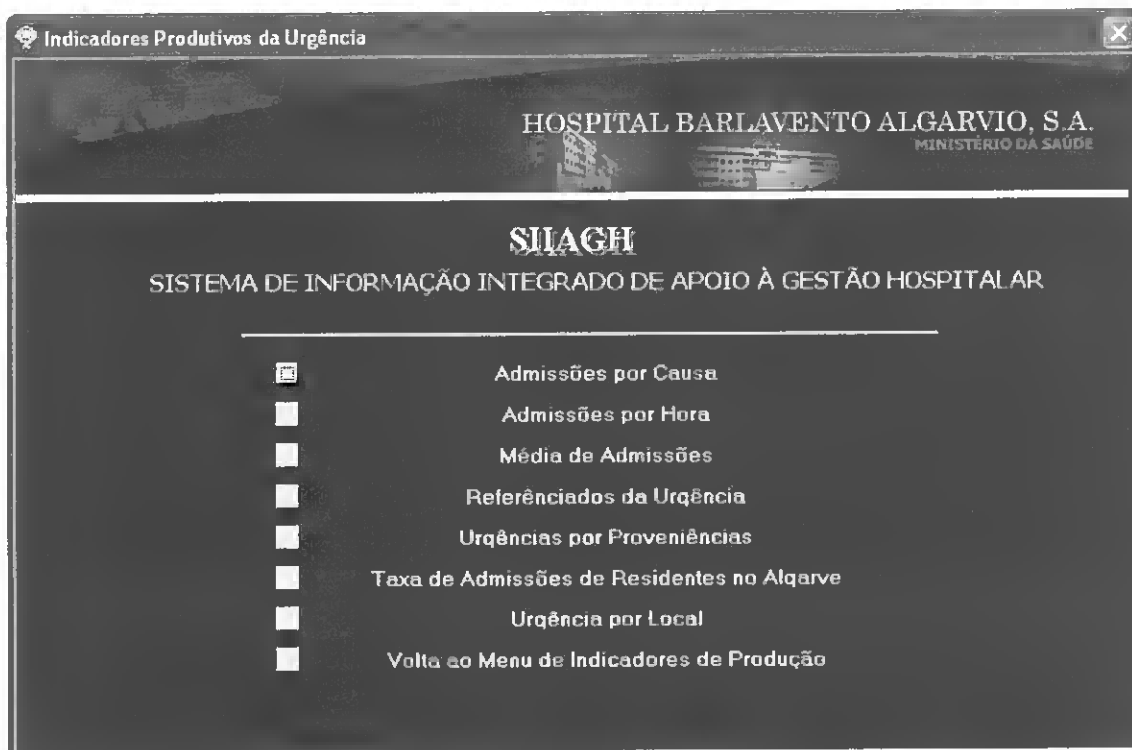 Indicadores Produtivos da Urgência
HOSPITAL BARLAVENTO ALGARVIO, S.A.
MINISTÉRIO DA SAÚDE
SIIAGH
SISTEMA DE INFORMAÇÃO INTEGRADO DE APOIO À GESTÃO HOSPITALAR
Admissões por Causa
Admissões por Hora
Média de Admissões
Referênciados da Urgência
Urgências por Proveniências
Taxa de Admissões de Residentes no Algarve
Urgência por Local
Volta ao Menu de Indicadores de Produção